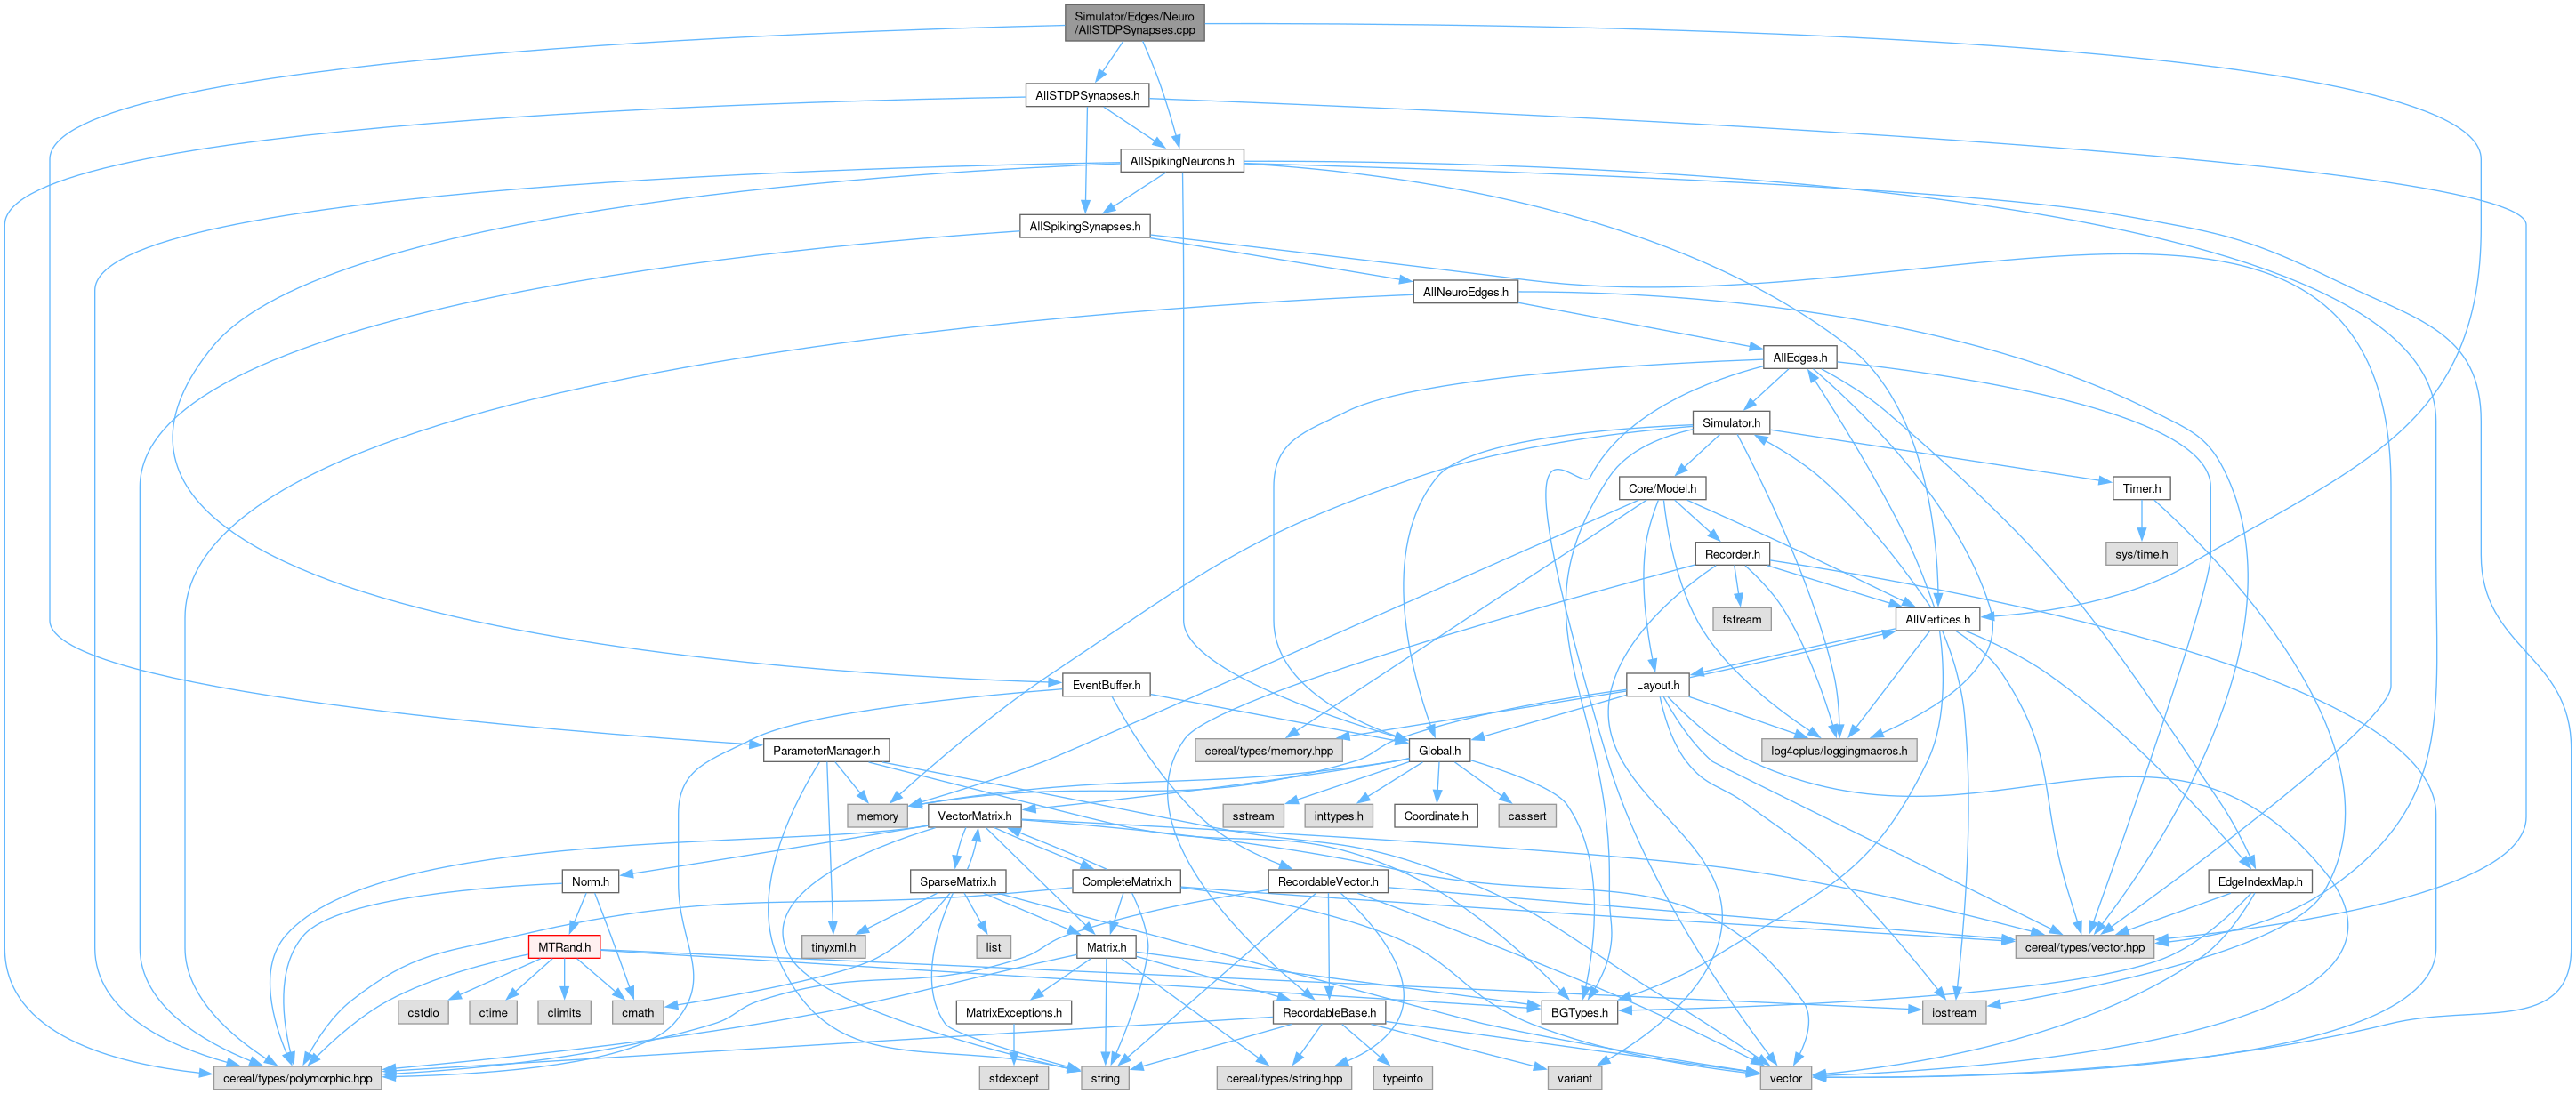 Simulator/Edges/Neuro
/AllSTDPSynapses.cpp
AllSTDPSynapses.h
AllSpikingNeurons.h
AllSpikingSynapses.h
AllNeuroEdges.h
AllEdges.h
Simulator.h
Core/Model.h
Timer.h
Recorder.h
sys/time.h
fstream
AllVertices.h
EventBuffer.h
Layout.h
ParameterManager.h
cereal/types/memory.hpp
Global.h
log4cplus/loggingmacros.h
memory
VectorMatrix.h
sstream
inttypes.h
Coordinate.h
cassert
Norm.h
SparseMatrix.h
CompleteMatrix.h
RecordableVector.h
EdgeIndexMap.h
MTRand.h
tinyxml.h
list
Matrix.h
cereal/types/vector.hpp
cstdio
ctime
climits
cmath
MatrixExceptions.h
RecordableBase.h
BGTypes.h
iostream
cereal/types/polymorphic.hpp
stdexcept
string
cereal/types/string.hpp
typeinfo
variant
vector